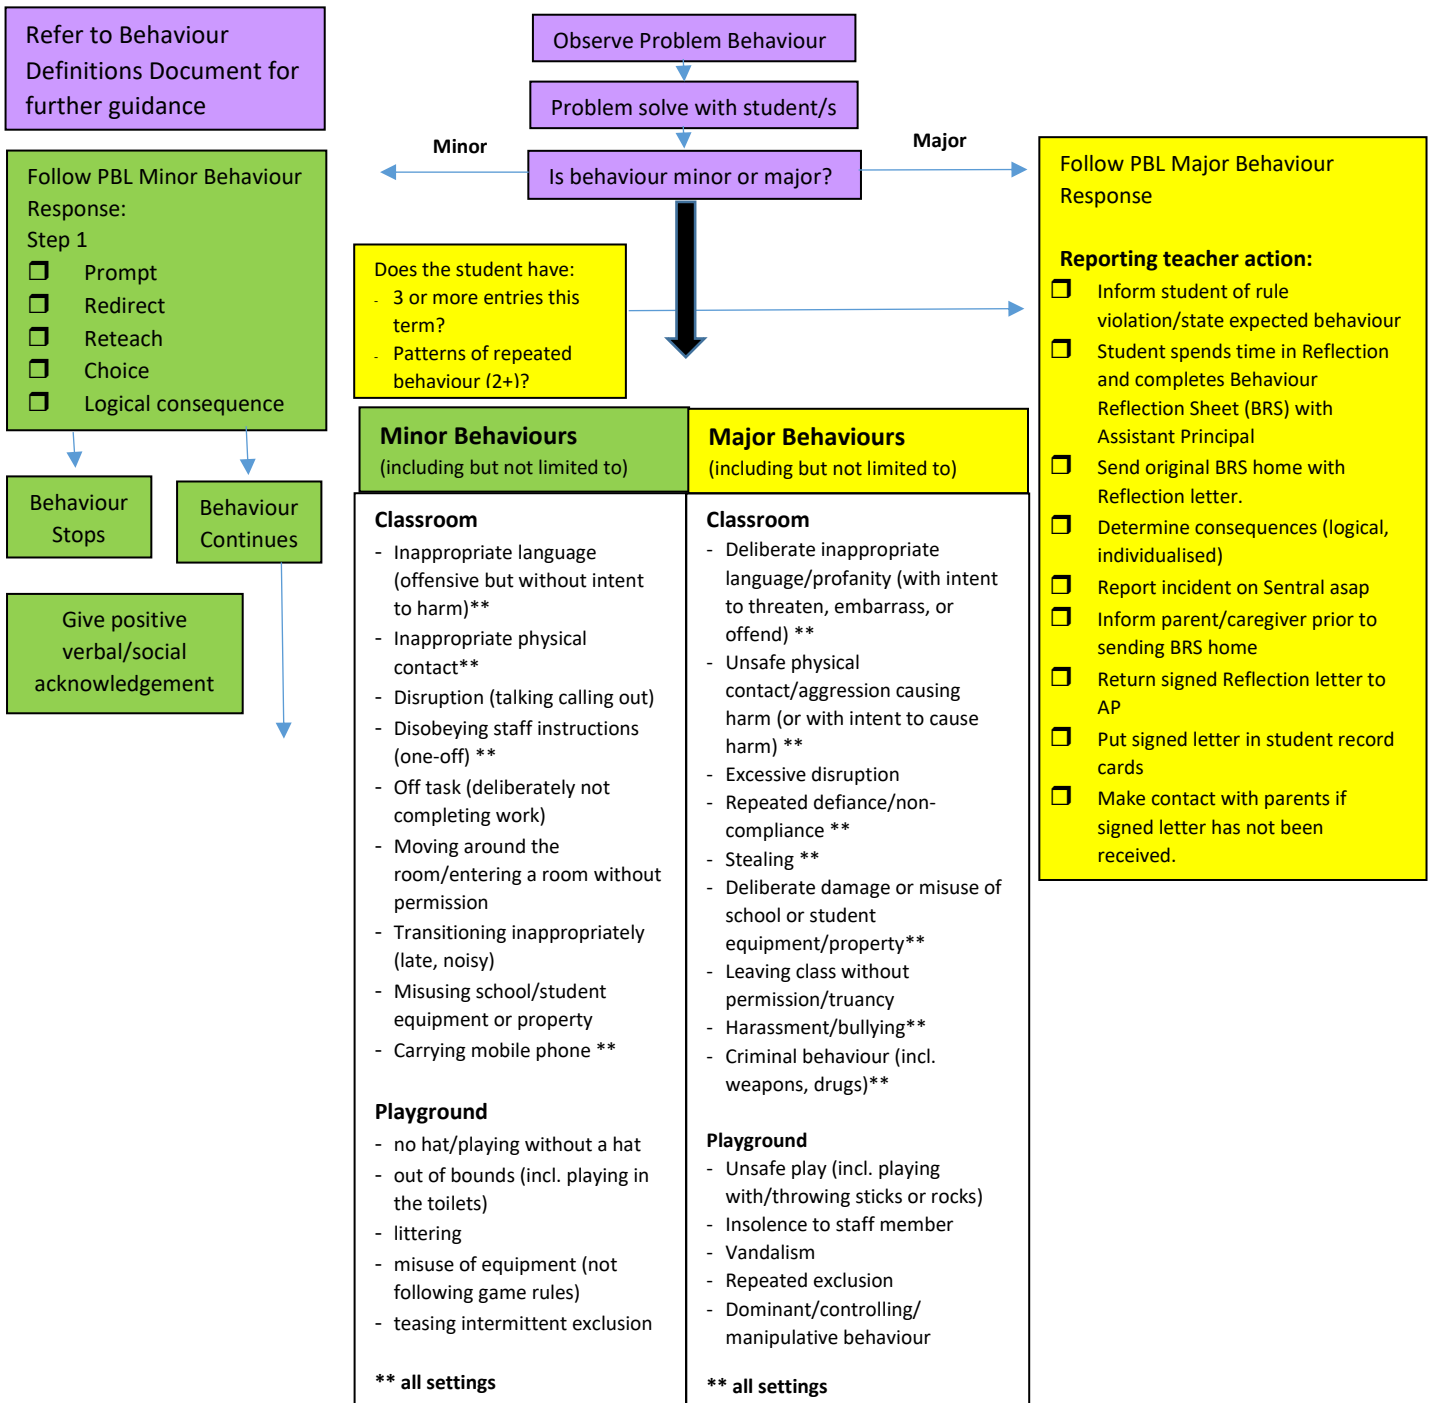 Refer to Behaviour
Definitions Document for
further guidance
Observe Problem Behaviour
Problem solve with student/s
Is behaviour minor or major?
Minor
Major
Follow PBL Minor Behaviour
Response:
Step 1
❒ Prompt
❒ Redirect
❒ Reteach
❒ Choice
❒ Logical consequence
Behaviour
Stops
Behaviour
Continues
Give positive
verbal/social
acknowledgement
Does the student have:
- 3 or more entries this
term?
- Patterns of repeated
behaviour (2+)?
Minor Behaviours
(including but not limited to)
Classroom
- Inappropriate language
(offensive but without intent
to harm)**
- Inappropriate physical
contact**
- Disruption (talking calling out)
- Disobeying staff instructions
(one-off) **
- Off task (deliberately not
completing work)
- Moving around the
room/entering a room without
permission
- Transitioning inappropriately
(late, noisy)
- Misusing school/student
equipment or property
- Carrying mobile phone **
Playground
- no hat/playing without a hat
- out of bounds (incl. playing in
the toilets)
- littering
- misuse of equipment (not
following game rules)
- teasing intermittent exclusion
** all settings
Major Behaviours
(including but not limited to)
Classroom
- Deliberate inappropriate
language/profanity (with intent
to threaten, embarrass, or
offend) **
- Unsafe physical
contact/aggression causing
harm (or with intent to cause
harm) **
- Excessive disruption
- Repeated defiance/non-
compliance **
- Stealing **
- Deliberate damage or misuse of
school or student
equipment/property**
- Leaving class without
permission/truancy
- Harassment/bullying**
- Criminal behaviour (incl.
weapons, drugs)**
Playground
- Unsafe play (incl. playing
with/throwing sticks or rocks)
- Insolence to staff member
- Vandalism
- Repeated exclusion
- Dominant/controlling/
manipulative behaviour
** all settings
Follow PBL Major Behaviour
Response
Reporting teacher action:
❒ Inform student of rule
violation/state expected behaviour
❒ Student spends time in Reflection
and completes Behaviour
Reflection Sheet (BRS) with
Assistant Principal
❒ Send original BRS home with
Reflection letter.
❒ Determine consequences (logical,
individualised)
❒ Report incident on Sentral asap
❒ Inform parent/caregiver prior to
sending BRS home
❒ Return signed Reflection letter to
AP
❒ Put signed letter in student record
cards
❒ Make contact with parents if
signed letter has not been
received.